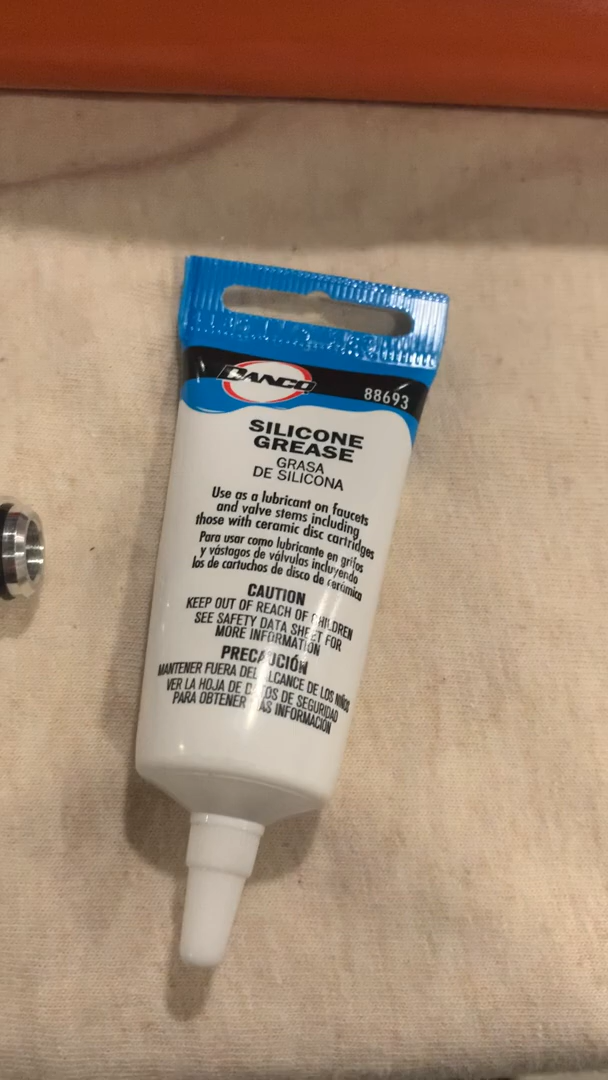 DANCO
88693
SILICONE
GREASE
GRASA
DE SILICONA
Use as a lubricant on faucets
and valve stems including
those with ceramic disc cartridges
Para usar como lubricante en grifos
y vástagos de válvulas incluyendo
los de cartuchos de disco de cerámica
CAUTION
KEEP OUT OF REACH OF CHILDREN
SEE SAFETY DATA SHEET FOR
MORE INFORMATION
PRECAUCIÓN
MANTENER FUERA DEL ALCANCE DE LOS NIÑOS
VER LA HOJA DE DATOS DE SEGURIDAD
PARA OBTENER MÁS INFORMACIÓN